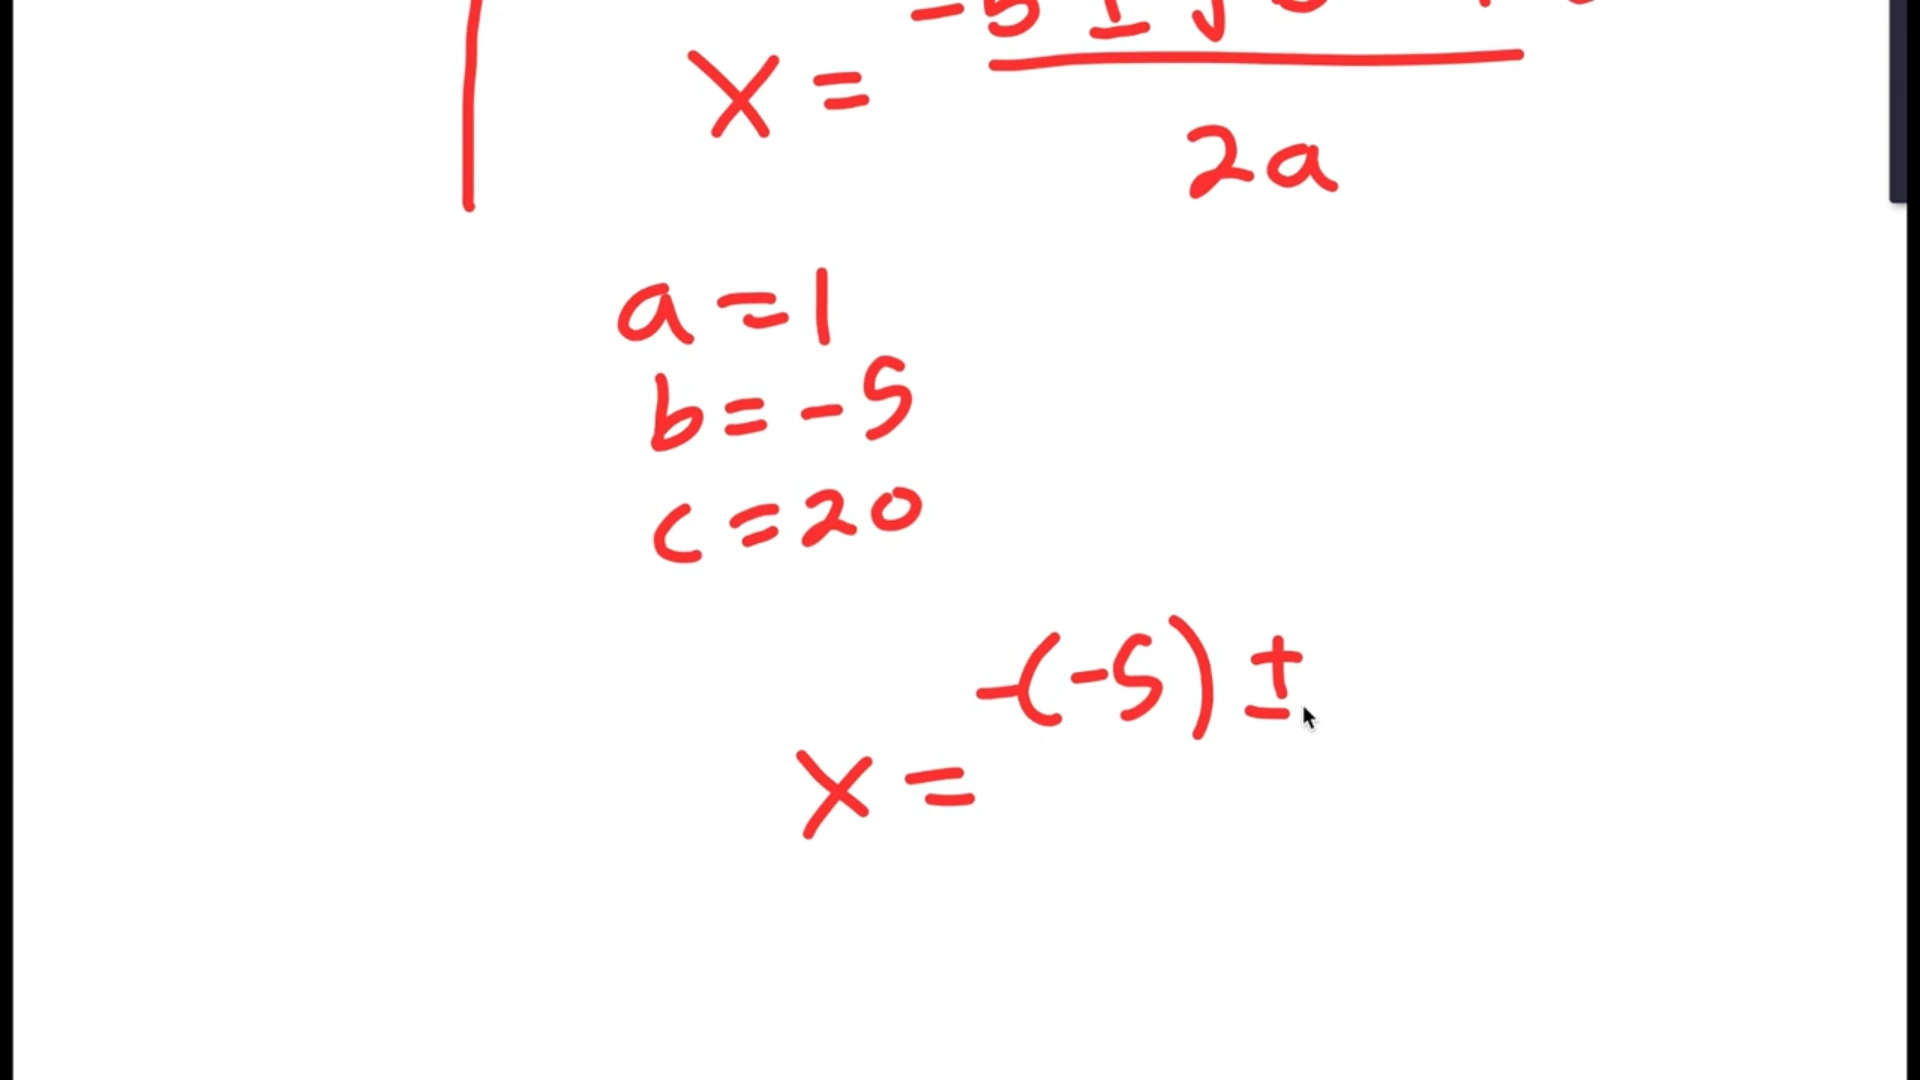 x =
2a
a = 1
b = -5
c = 20
x = -(-5) ±